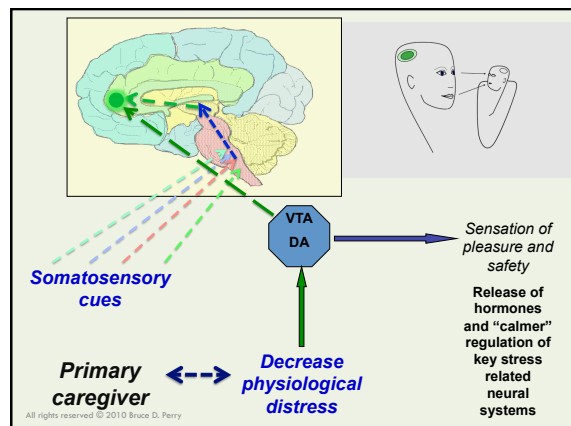 VTA
DA
Somatosensory
cues
Sensation of
pleasure and
safety
Release of
hormones
and “calmer”
regulation of
key stress
related
neural
systems
Primary
caregiver
Decrease
physiological
distress
All rights reserved © 2010 Bruce D. Perry